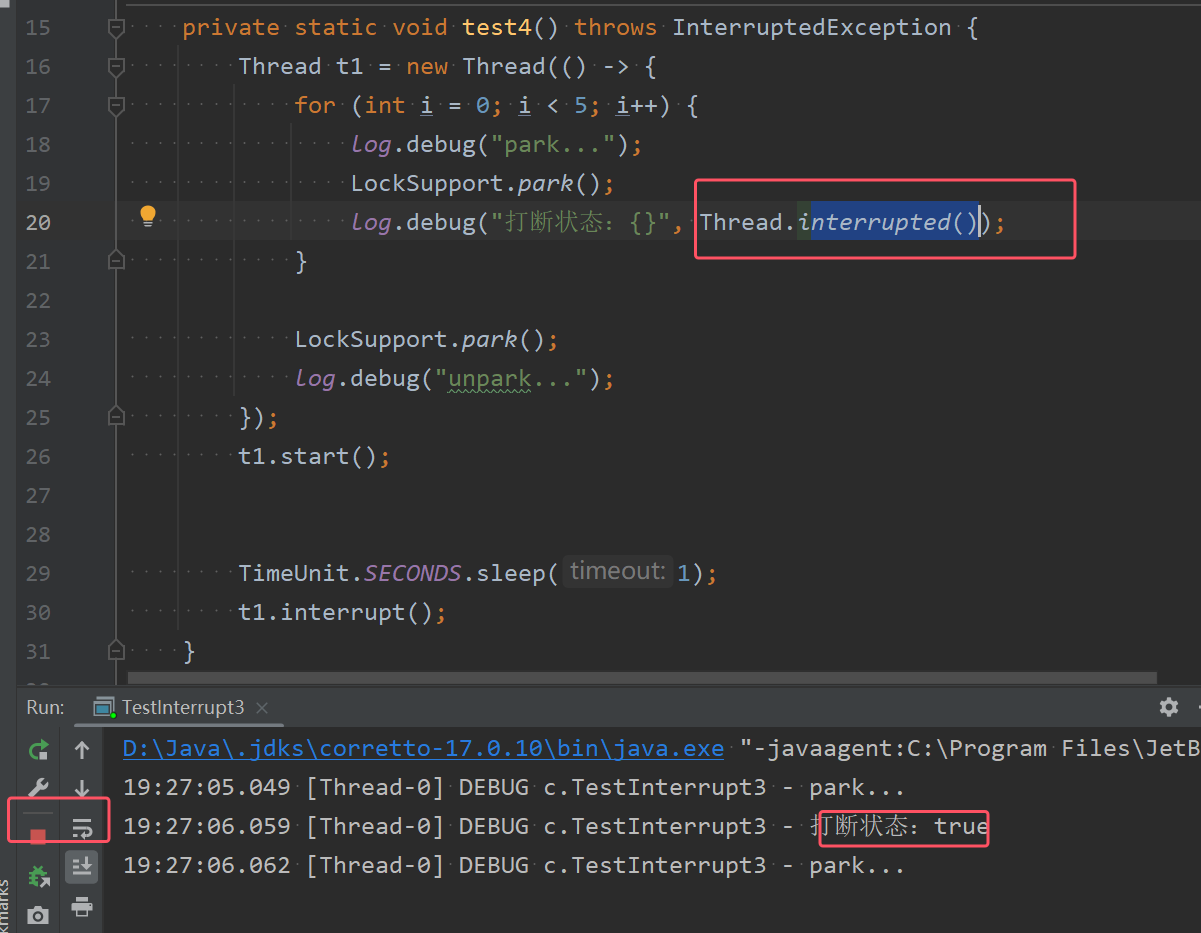 15 private static void test4() throws InterruptedException {
16 Thread t1 = new Thread(() -> {
17 for (int i = 0; i < 5; i++) {
18 log.debug("park...");
19 LockSupport.park();
20 log.debug("打断状态：{}", Thread.interrupted());
21 }
22
23 LockSupport.park();
24 log.debug("unpark...");
25 });
26 t1.start();
27
28
29 TimeUnit.SECONDS.sleep( timeout: 1);
30 t1.interrupt();
31 }
Run: TestInterrupt3
D:\Java\.jdks\corretto-17.0.10\bin\java.exe "-javaagent:C:\Program Files\JetB
19:27:05.049 [Thread-0] DEBUG c.TestInterrupt3 - park...
19:27:06.059 [Thread-0] DEBUG c.TestInterrupt3 - 打断状态：true
19:27:06.062 [Thread-0] DEBUG c.TestInterrupt3 - park...
kmarks